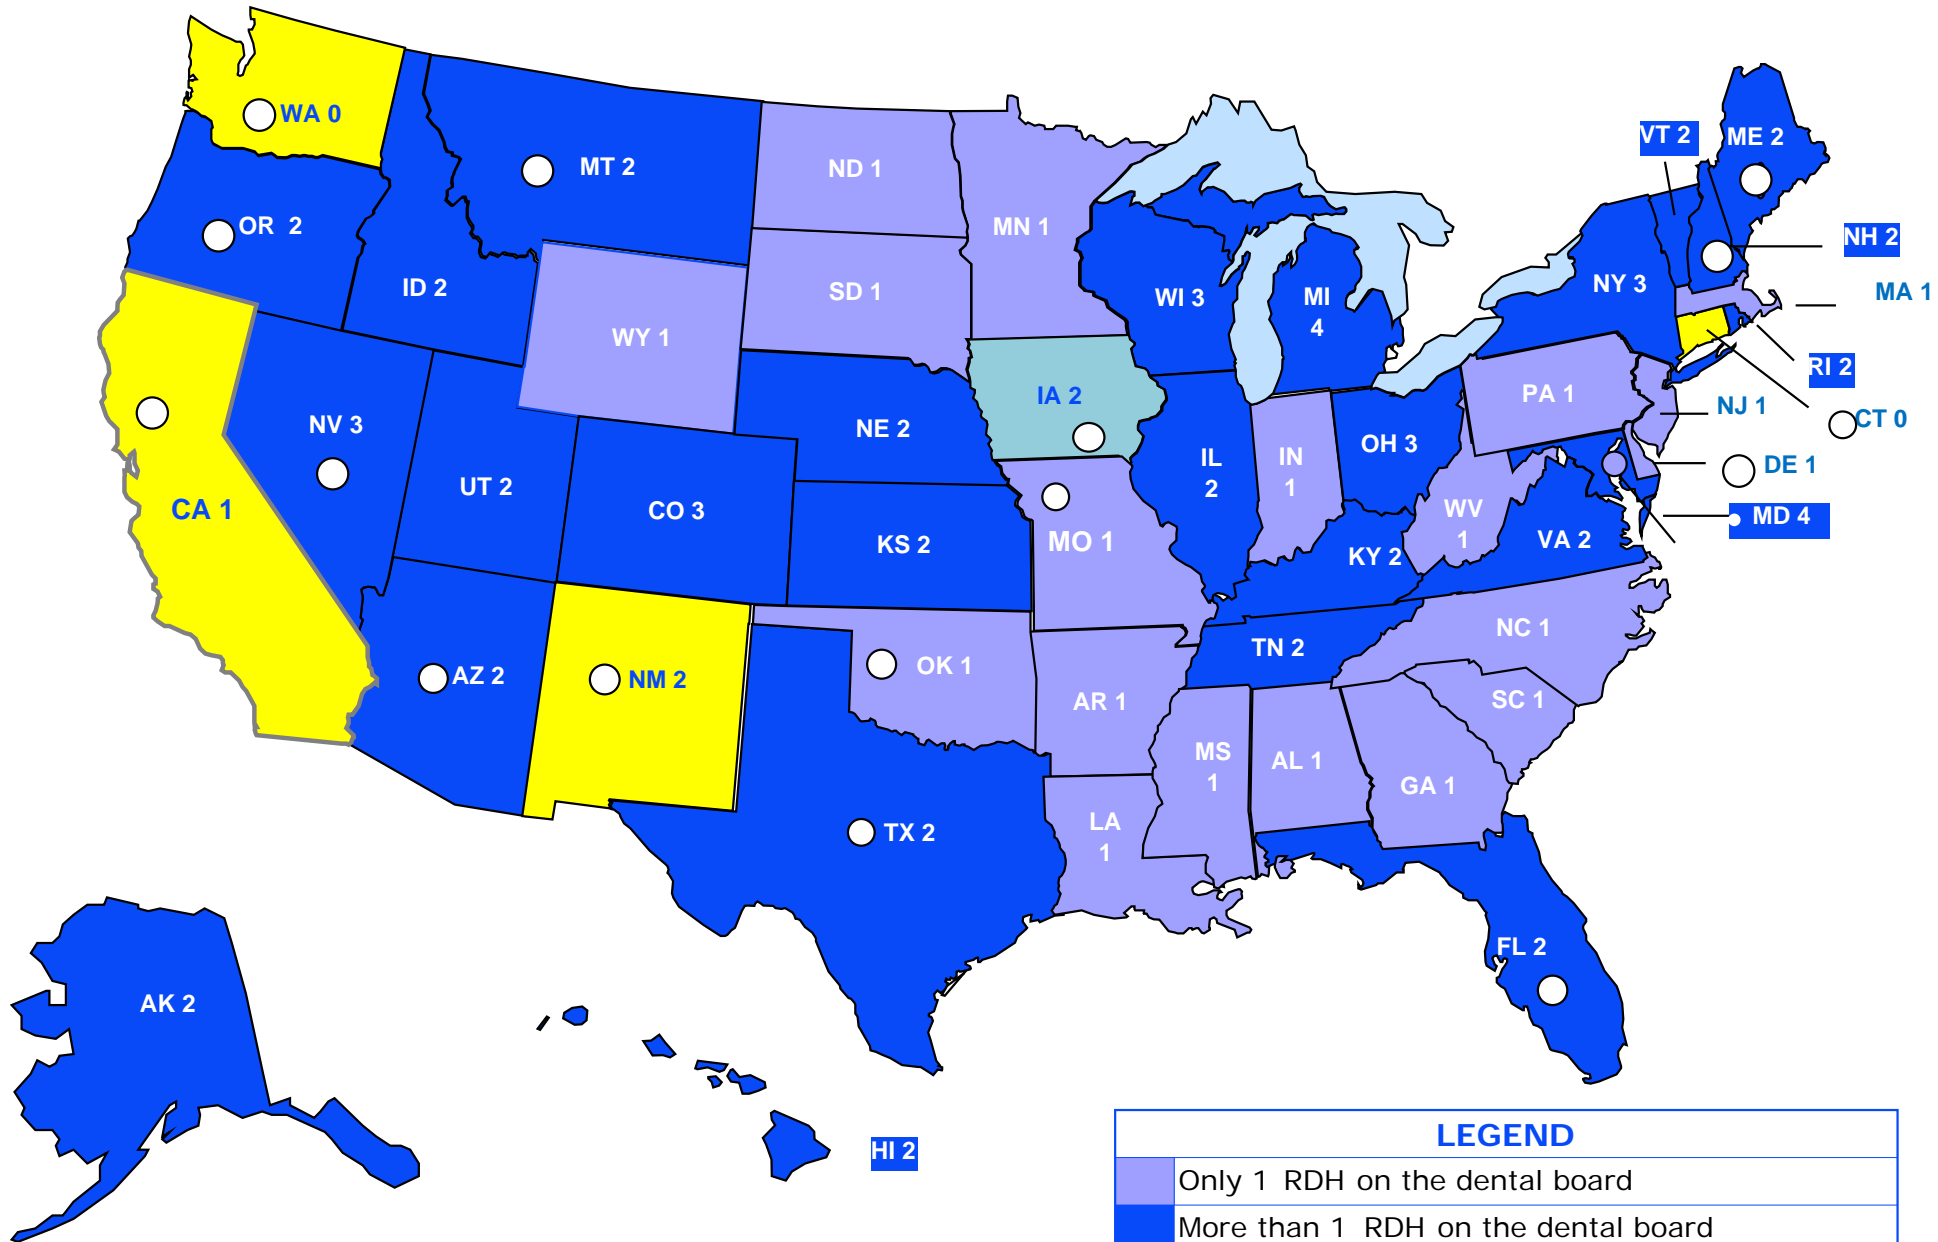 WA 0
MT 2
ND 1
MN 1
VT 2
ME 2
OR  2
ID 2
WY 1
SD 1
WI 3
MI
4
NY 3
NH 2
MA 1
RI 2
NV 3
UT 2
CO 3
NE 2
IA 2
IL
2
IN
1
OH 3
PA 1
NJ 1
CT 0
DE 1
MD 4
CA 1
KS 2
MO 1
KY 2
WV
1
VA 2
AZ 2
NM 2
OK 1
AR 1
TN 2
NC 1
SC 1
TX 2
LA
1
MS
1
AL 1
GA 1
FL 2
AK 2
HI 2
LEGEND
Only 1 RDH on the dental board
More than 1 RDH on the dental board